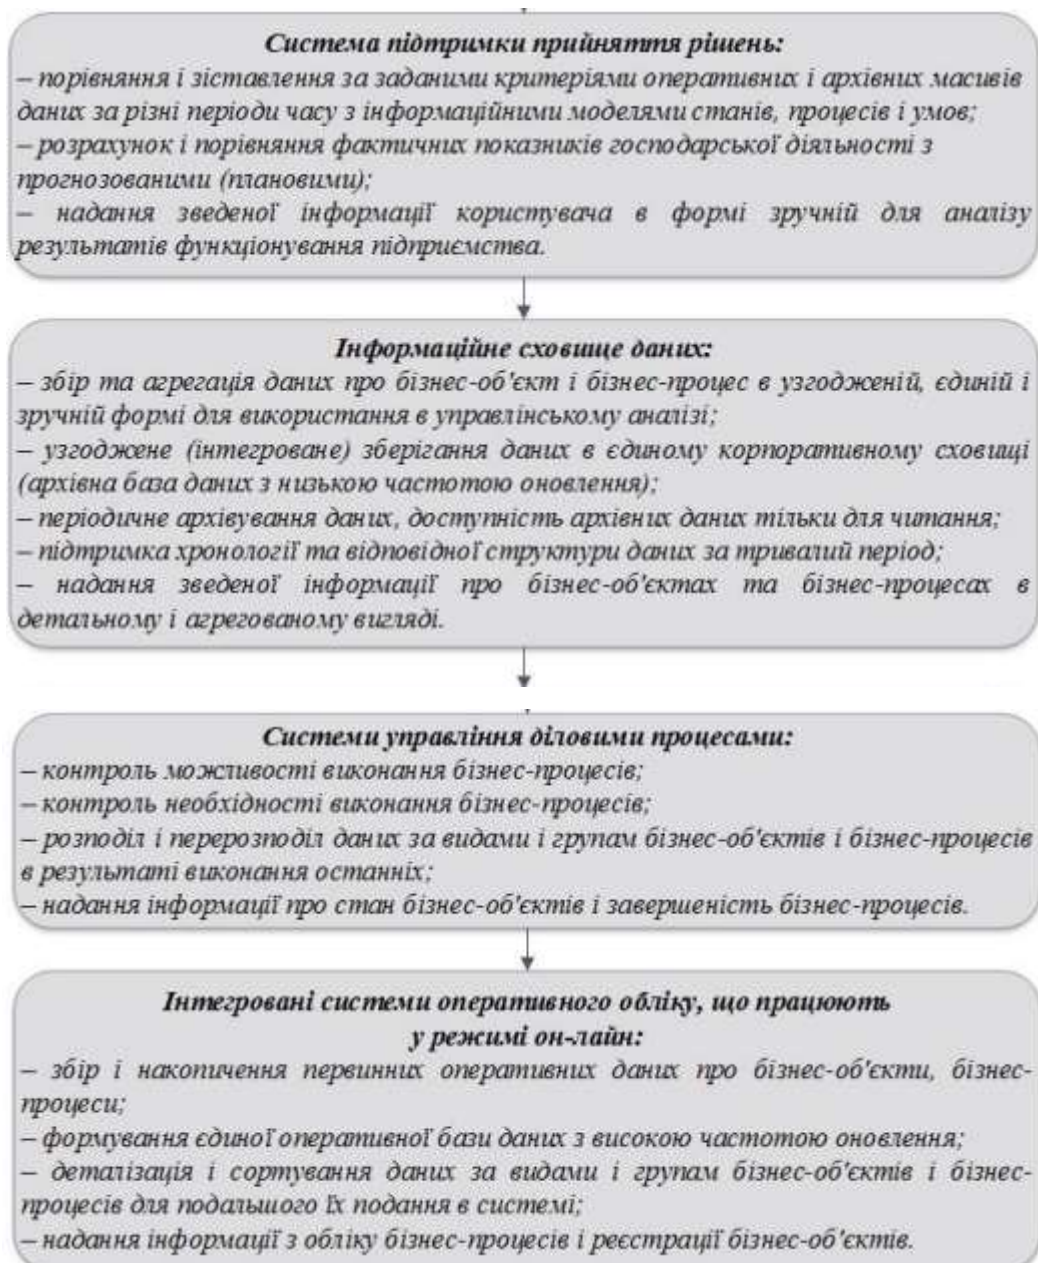 Система підтримки прийняття рішень:
– порівняння і зіставлення за заданими критеріями оперативних і архівних масивів
даних за різні періоди часу з інформаційними моделями станів, процесів і умов;
– розрахунок і порівняння фактичних показників господарської діяльності з
прогнозованими (плановими);
– надання зведеної інформації користувача в формі зручній для аналізу
результатів функціонування підприємства.
Інформаційне сховище даних:
– збір та агрегація даних про бізнес-об'єкт і бізнес-процес в узгодженій, єдиній і
зручній формі для використання в управлінському аналізі;
– узгоджене (інтегроване) зберігання даних в єдиному корпоративному сховищі
(архівна база даних з низькою частотою оновлення);
– періодичне архівування даних, доступність архівних даних тільки для читання;
– підтримка хронології та відповідної структури даних за тривалий період;
– надання зведеної інформації про бізнес-об'єктах та бізнес-процесах в
детальному і агрегованому вигляді.
Системи управління діловими процесами:
– контроль можливості виконання бізнес-процесів;
– контроль необхідності виконання бізнес-процесів;
– розподіл і перерозподіл даних за видами і групам бізнес-об'єктів і бізнес-процесів
в результаті виконання останніх;
– надання інформації про стан бізнес-об'єктів і завершеність бізнес-процесів.
Інтегровані системи оперативного обліку, що працюють
у режимі он-лайн:
– збір і накопичення первинних оперативних даних про бізнес-об'єкти, бізнес-
процеси;
– формування єдиної оперативної бази даних з високою частотою оновлення;
– деталізація і сортування даних за видами і групам бізнес-об'єктів і бізнес-
процесів для подальшого їх подання в системі;
– надання інформації з обліку бізнес-процесів і реєстрації бізнес-об'єктів.